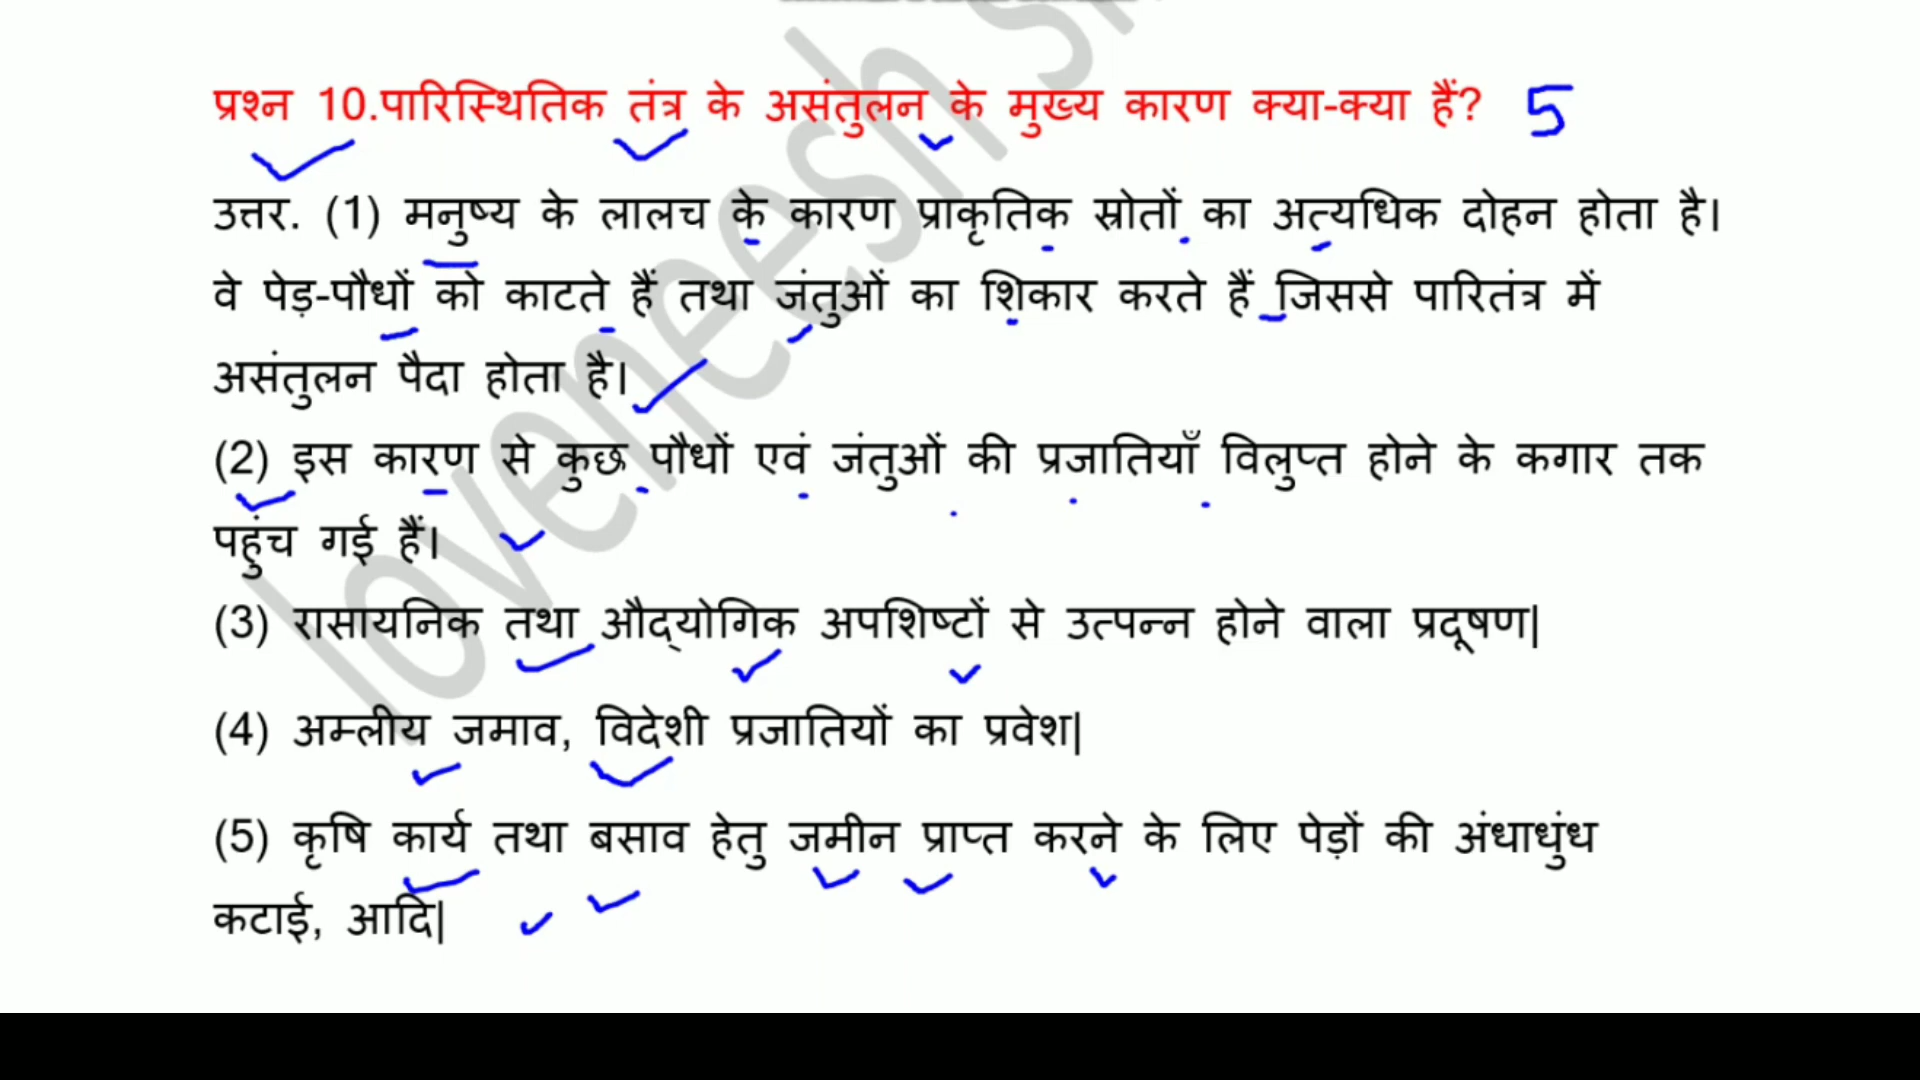 प्रश्न 10.पारिस्थितिक तंत्र के असंतुलन के मुख्य कारण क्या-क्या हैं? 5
उत्तर. (1) मनुष्य के लालच के कारण प्राकृतिक स्रोतों का अत्यधिक दोहन होता है।
वे पेड़-पौधों को काटते हैं तथा जंतुओं का शिकार करते हैं जिससे पारितंत्र में
असंतुलन पैदा होता है।
(2) इस कारण से कुछ पौधों एवं जंतुओं की प्रजातियाँ विलुप्त होने के कगार तक
पहुंच गई हैं।
(3) रासायनिक तथा औद्योगिक अपशिष्टों से उत्पन्न होने वाला प्रदूषण|
(4) अम्लीय जमाव, विदेशी प्रजातियों का प्रवेश|
(5) कृषि कार्य तथा बसाव हेतु जमीन प्राप्त करने के लिए पेड़ों की अंधाधुंध
कटाई, आदि|
loveneesh